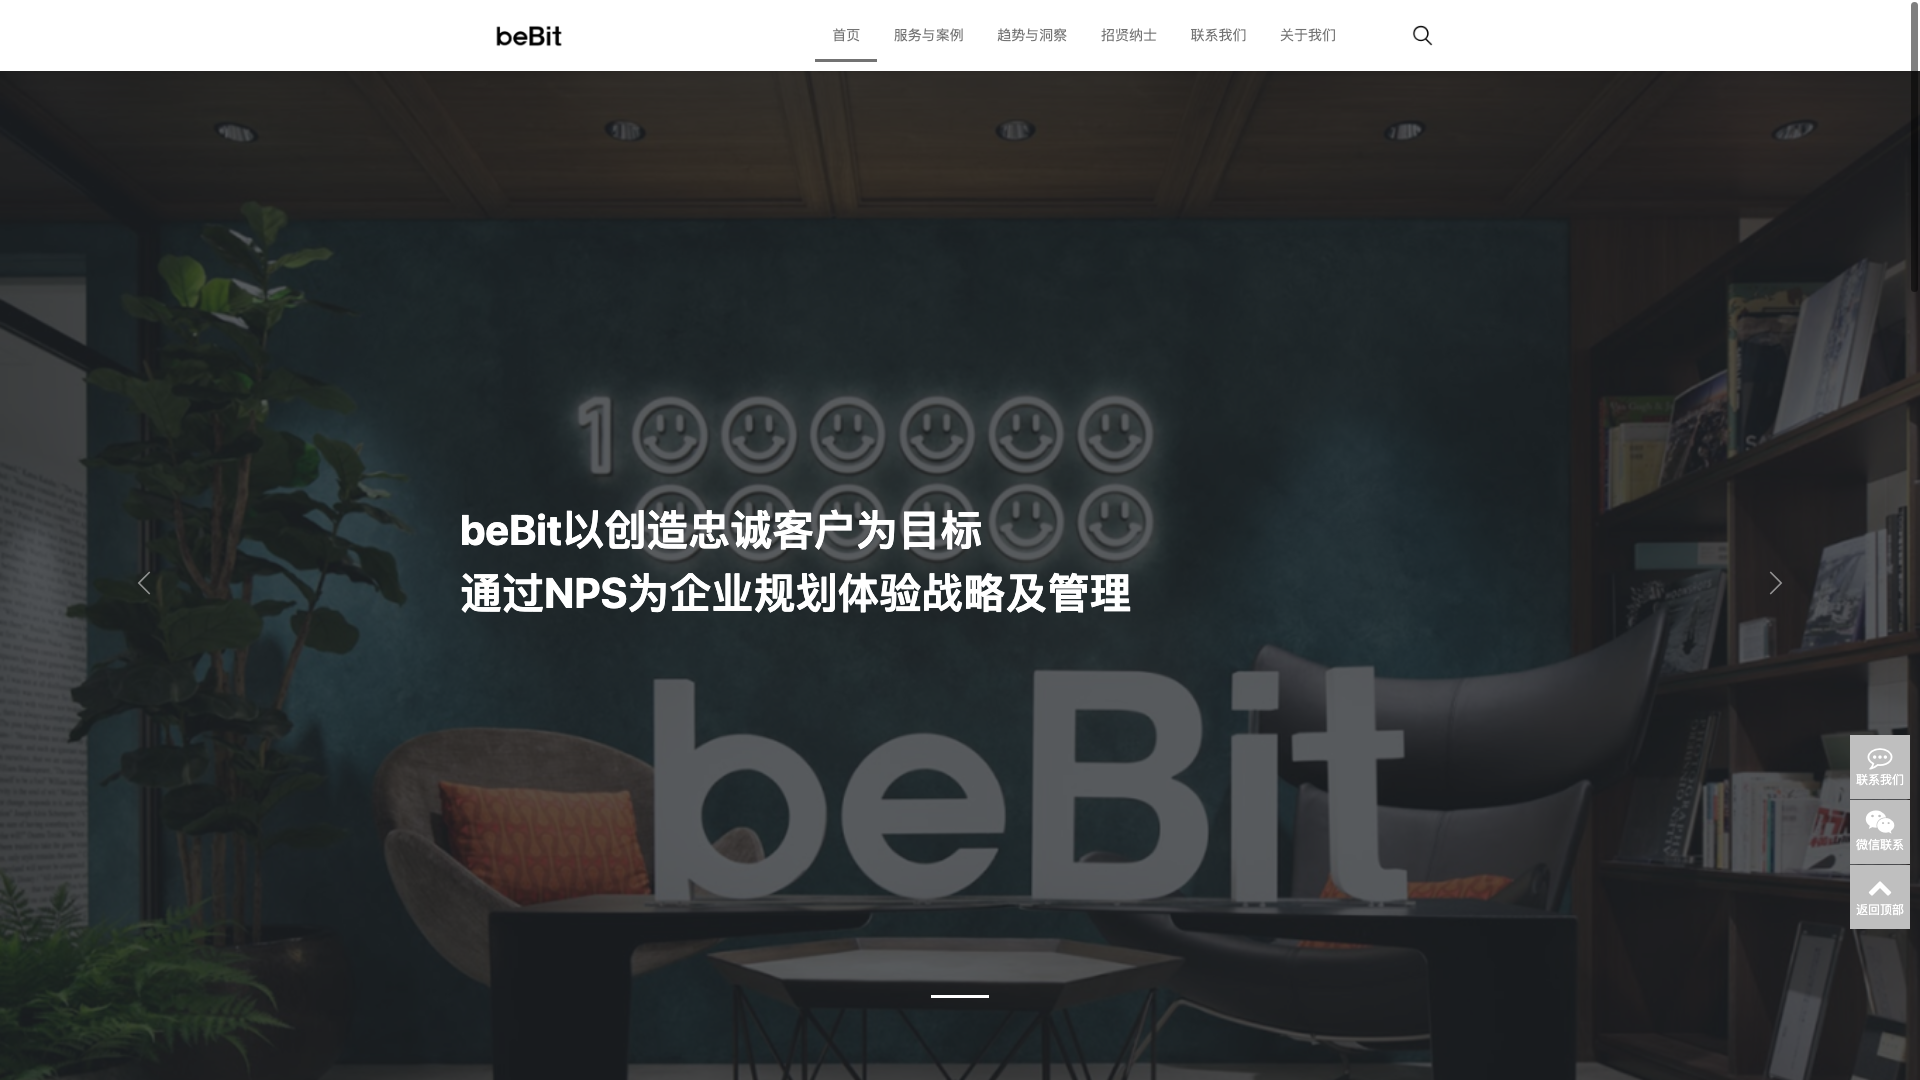 beBit
首页 服务与案例 趋势与洞察 招贤纳士 联系我们 关于我们
beBit以创造忠诚客户为目标
通过NPS为企业规划体验战略及管理
beBit
联系我们
微信联系
返回顶部